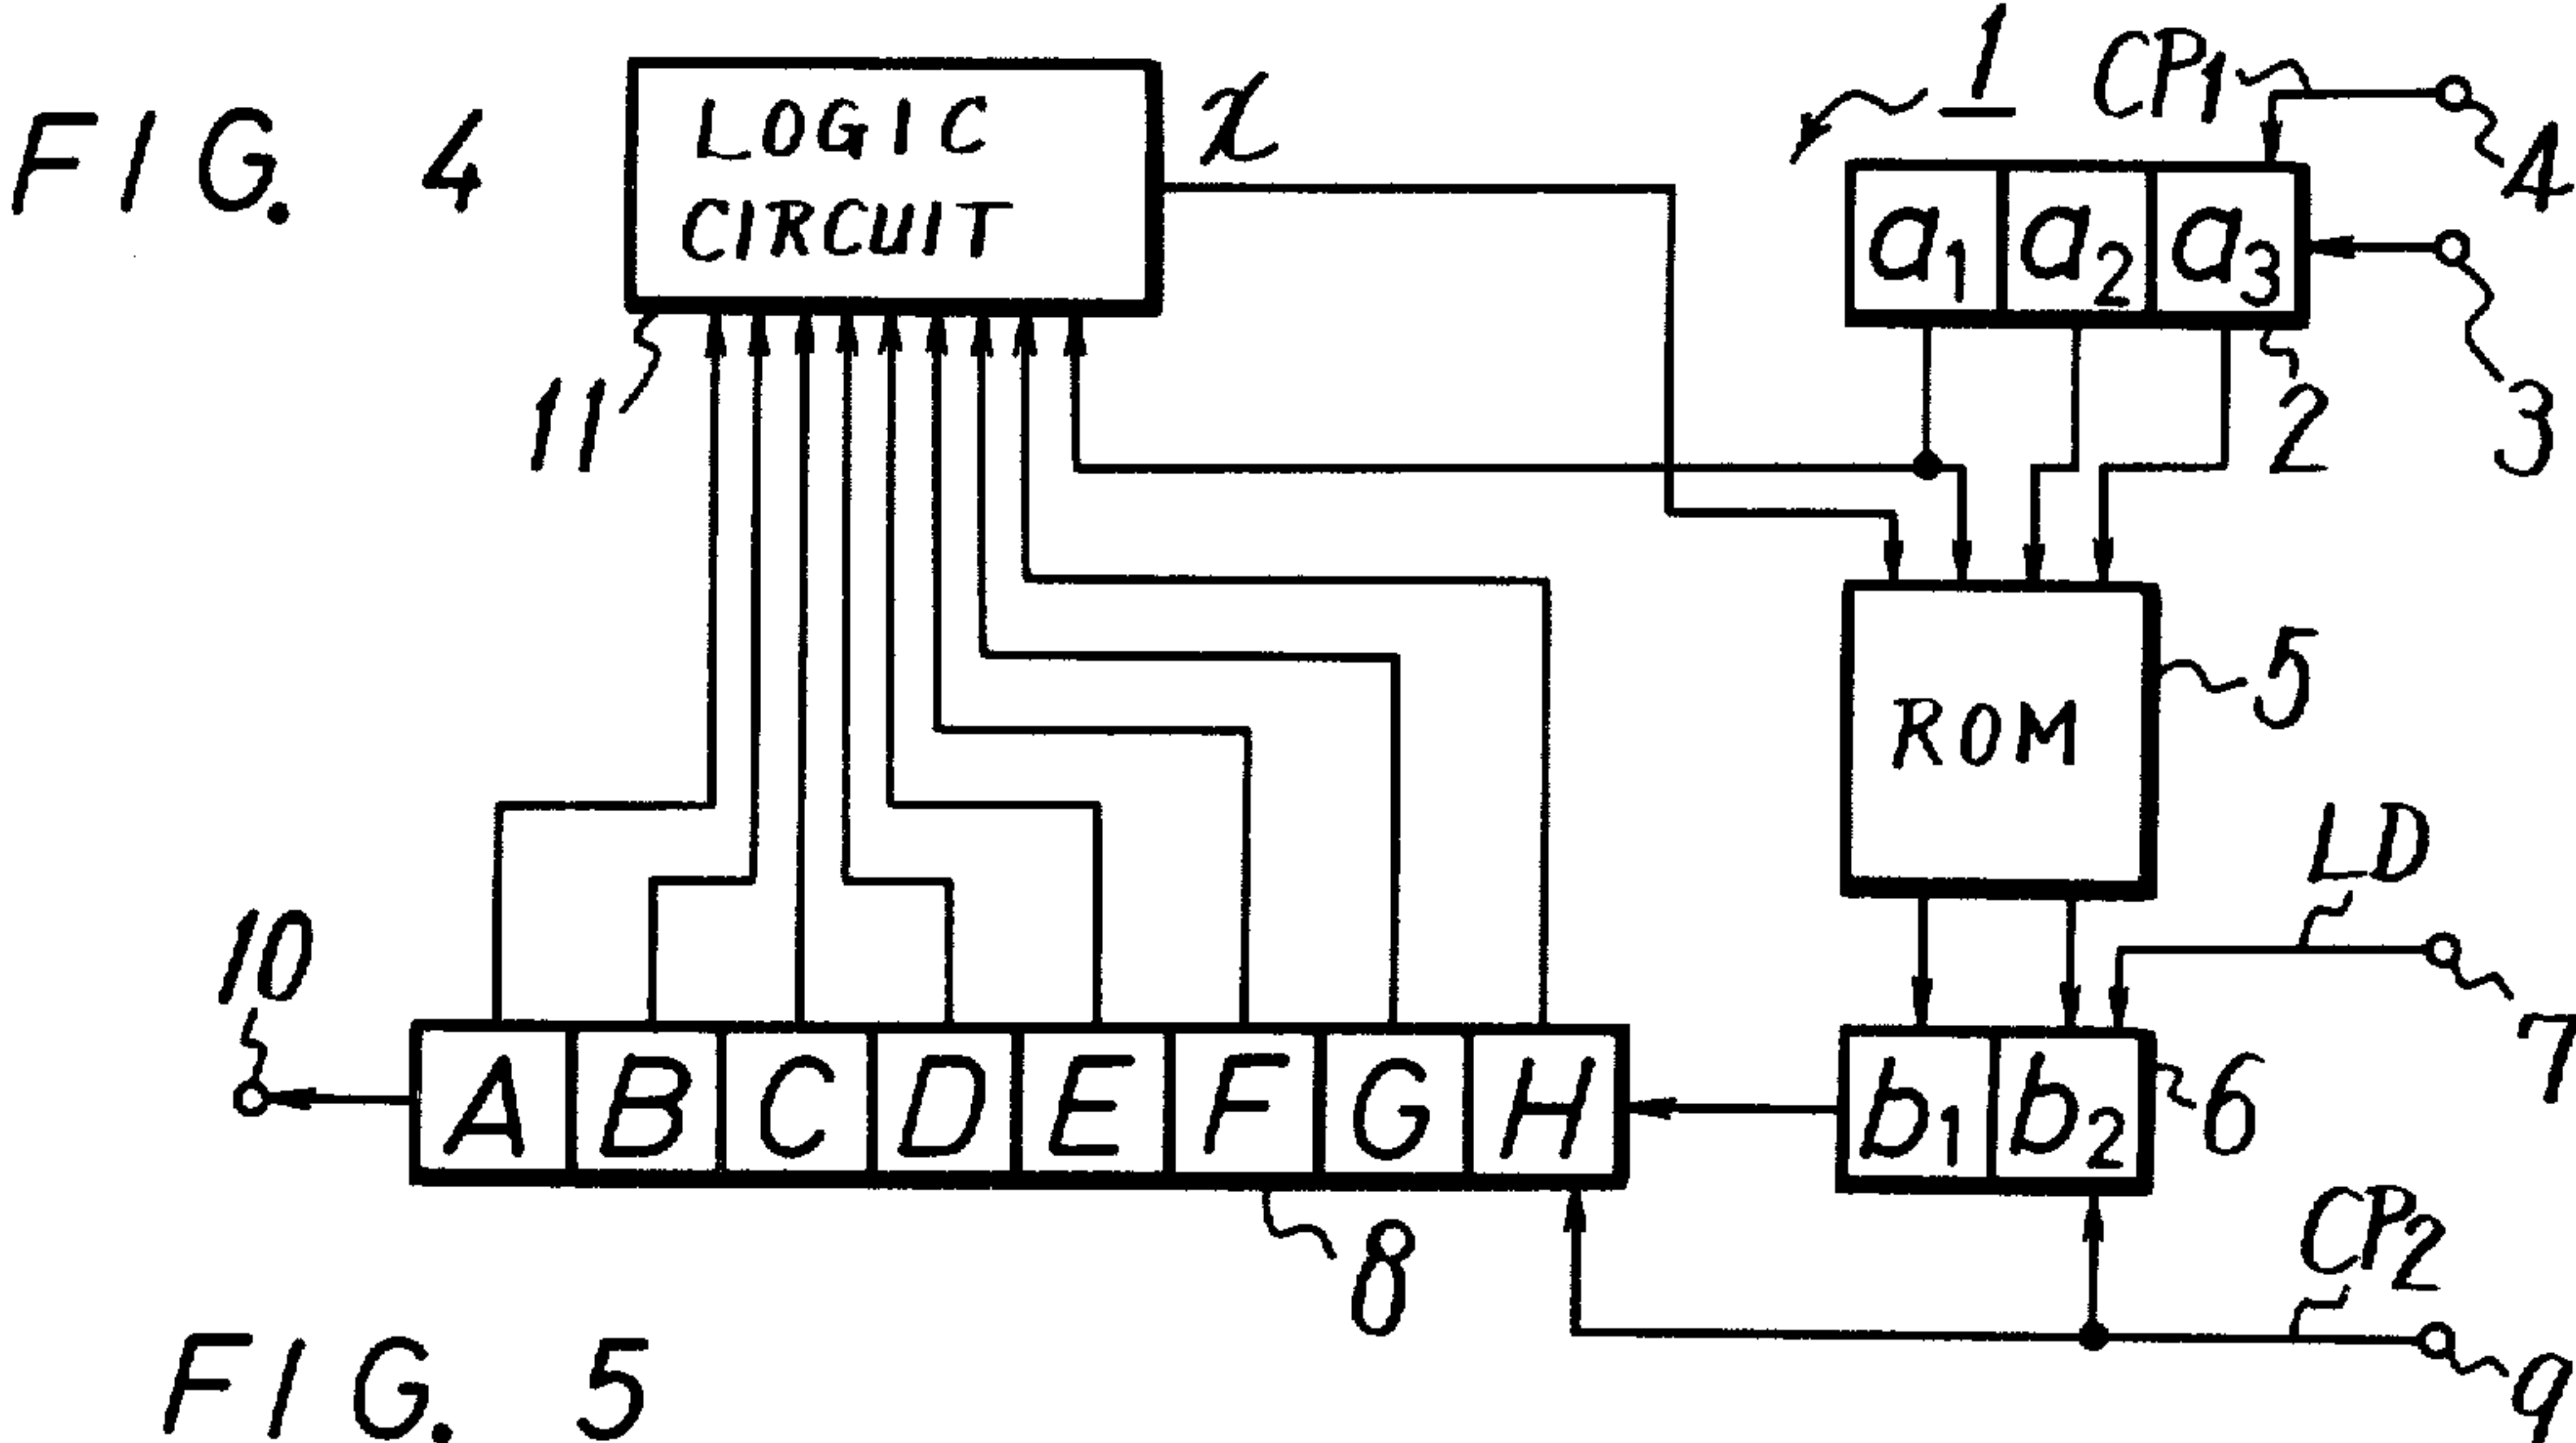 FIG. 4
LOGIC
CIRCUIT
x
1
CP1
4
a1 a2 a3
3
11
2
5
ROM
LD
10
7
A B C D E F G H
b1 b2
6
8
CP2
9
FIG. 5